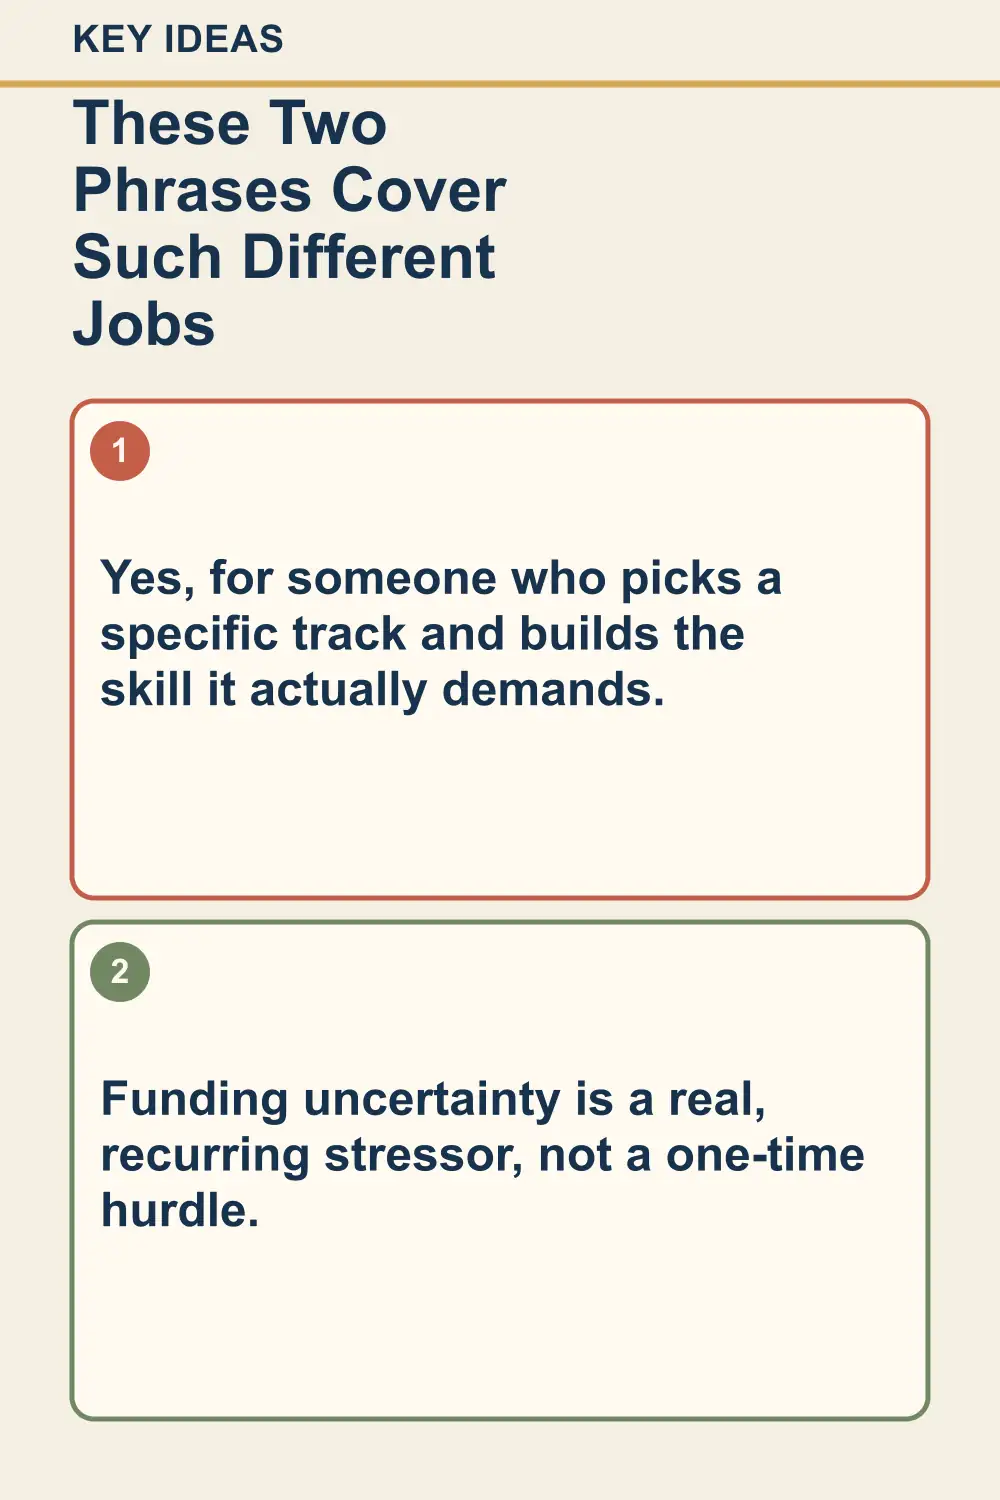 KEY IDEAS
These Two
Phrases Cover
Such Different
Jobs
1
Yes, for someone who picks a
specific track and builds the
skill it actually demands.
2
Funding uncertainty is a real,
recurring stressor, not a one-time
hurdle.